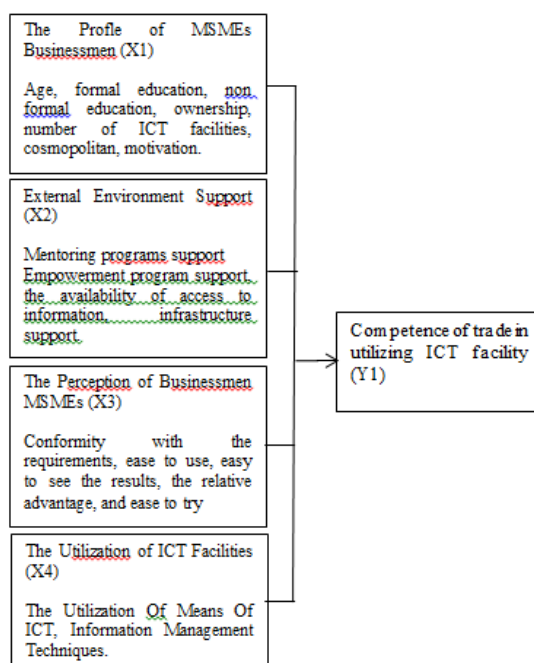 The Profle of MSMEs
Businessmen (X1)
Age, formal education, non
formal education, ownership,
number of ICT facilities,
cosmopolitan, motivation.
External Environment Support
(X2)
Mentoring programs support
Empowerment program support,
the availability of access to
information, infrastructure
support.
The Perception of Businessmen
MSMEs (X3)
Conformity with the
requirements, ease to use, easy
to see the results, the relative
advantage, and ease to try
The Utilization of ICT Facilities
(X4)
The Utilization Of Means Of
ICT, Information Management
Techniques.
Competence of trade in
utilizing ICT facility
(Y1)